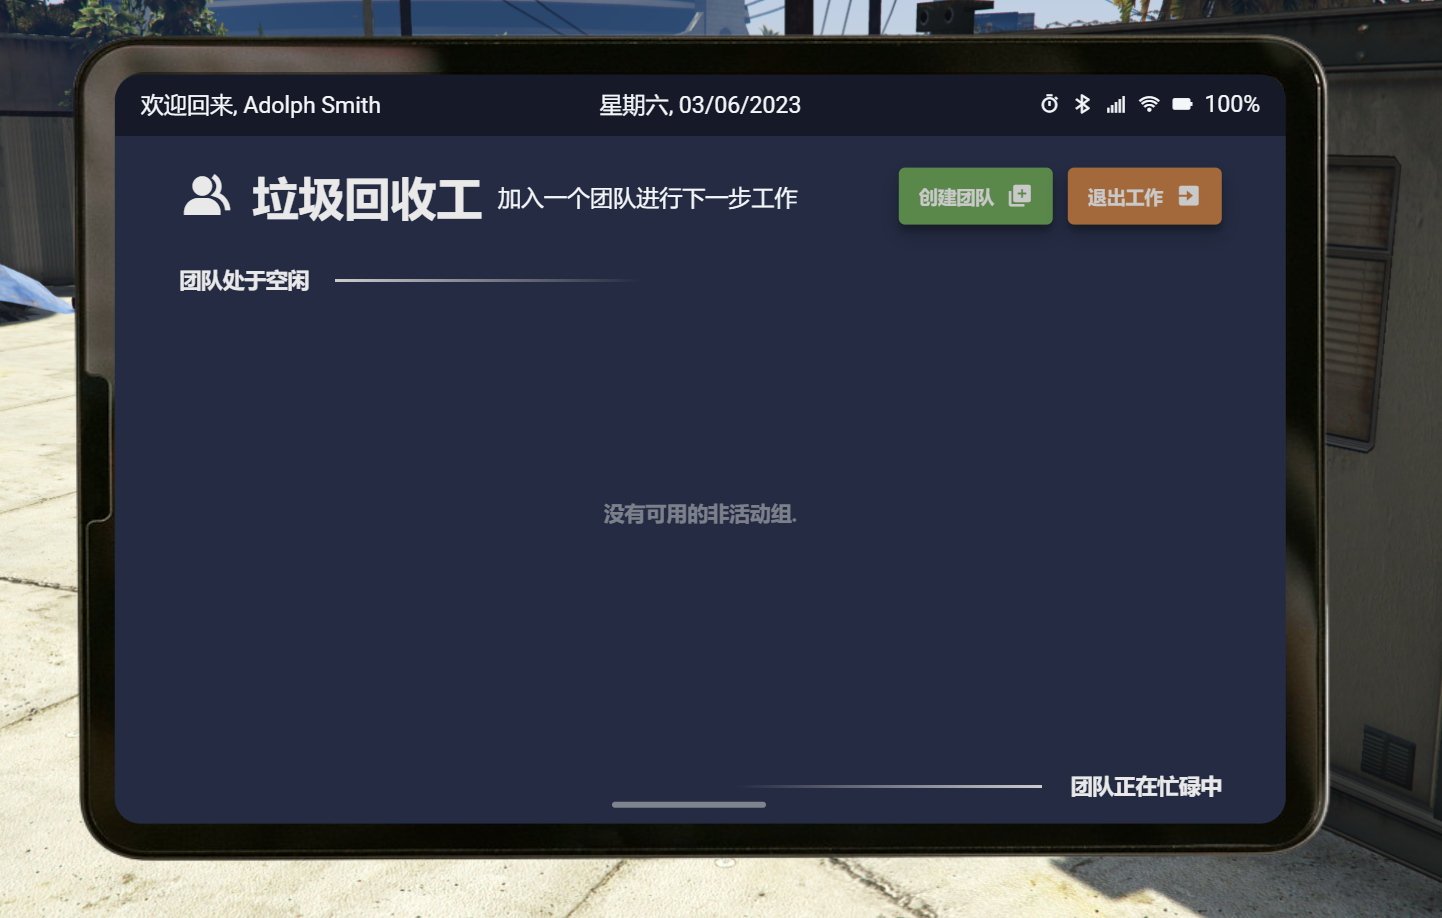 欢迎回来, Adolph Smith
星期六, 03/06/2023
100%
垃圾回收工
加入一个团队进行下一步工作
创建团队
退出工作
团队处于空闲
没有可用的非活动组.
团队正在忙碌中